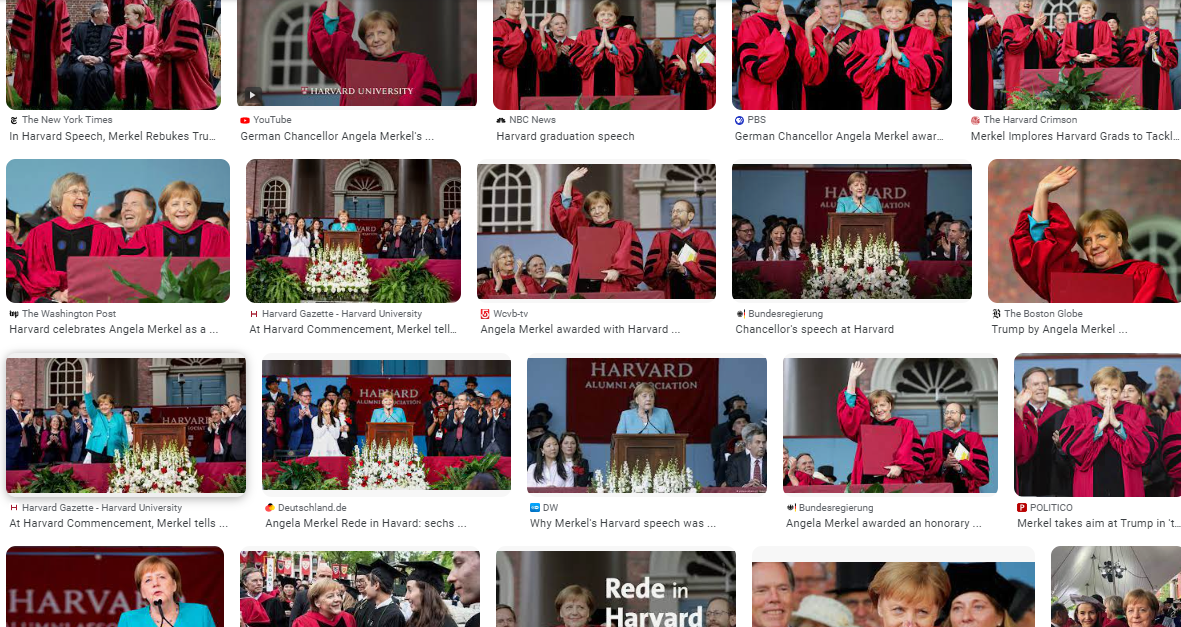 HARVARD UNIVERSITY
The New York Times
YouTube
NBC News
PBS
The Harvard Crimson
In Harvard Speech, Merkel Rebukes Tru...
German Chancellor Angela Merkel's ...
Harvard graduation speech
German Chancellor Angela Merkel awar...
Merkel Implores Harvard Grads to Tackl...
HARVARD
ALUMNI ASSOCIATION
The Washington Post
Harvard Gazette - Harvard University
Wcvb-tv
Bundesregierung
The Boston Globe
Harvard celebrates Angela Merkel as a ...
At Harvard Commencement, Merkel tell...
Angela Merkel awarded with Harvard ...
Chancellor's speech at Harvard
Trump by Angela Merkel ...
HARVARD
HARVARD
ALUMNI ASSOCIATION
Harvard Gazette - Harvard University
Deutschland.de
DW
Bundesregierung
POLITICO
At Harvard Commencement, Merkel tells ...
Angela Merkel Rede in Havard: sechs ...
Why Merkel's Harvard speech was ...
Angela Merkel awarded an honorary ...
Merkel takes aim at Trump in 't...
HARVA
Rede in
Harvard